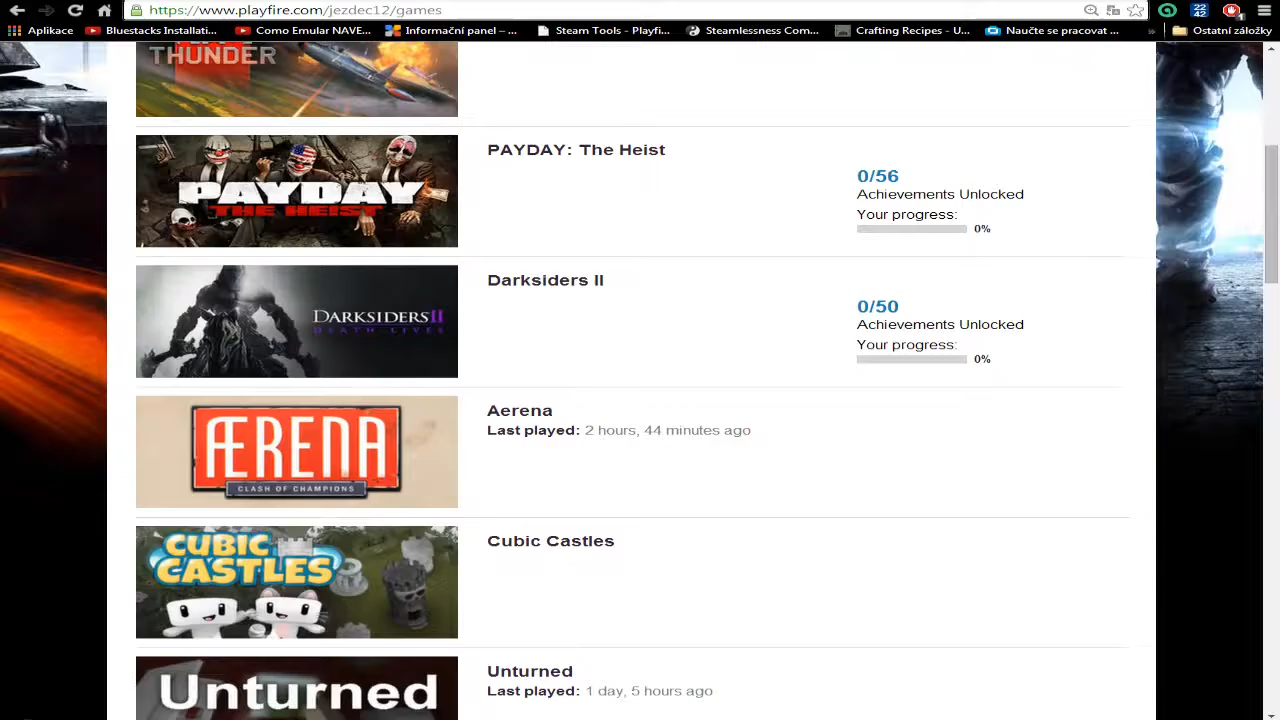 https://www.playfire.com/jezdec12/games
22
42
1
Aplikace
Bluestacks Installati...
Como Emular NAVE...
Informační panel – ...
Steam Tools - Playfi...
Steamlessness Com...
Crafting Recipes - U...
Naučte se pracovat ...
»
Ostatní záložky
THUNDER
PAYDAY: The Heist
0/56
Achievements Unlocked
Your progress:
0%
PAYDAY
THE HEIST
Darksiders II
0/50
Achievements Unlocked
Your progress:
0%
DARKSIDERS II
DEATH LIVES
Aerena
Last played: 2 hours, 44 minutes ago
ÆRENA
CLASH OF CHAMPIONS
Cubic Castles
CUBIC
CASTLES
Unturned
Last played: 1 day, 5 hours ago
Unturned